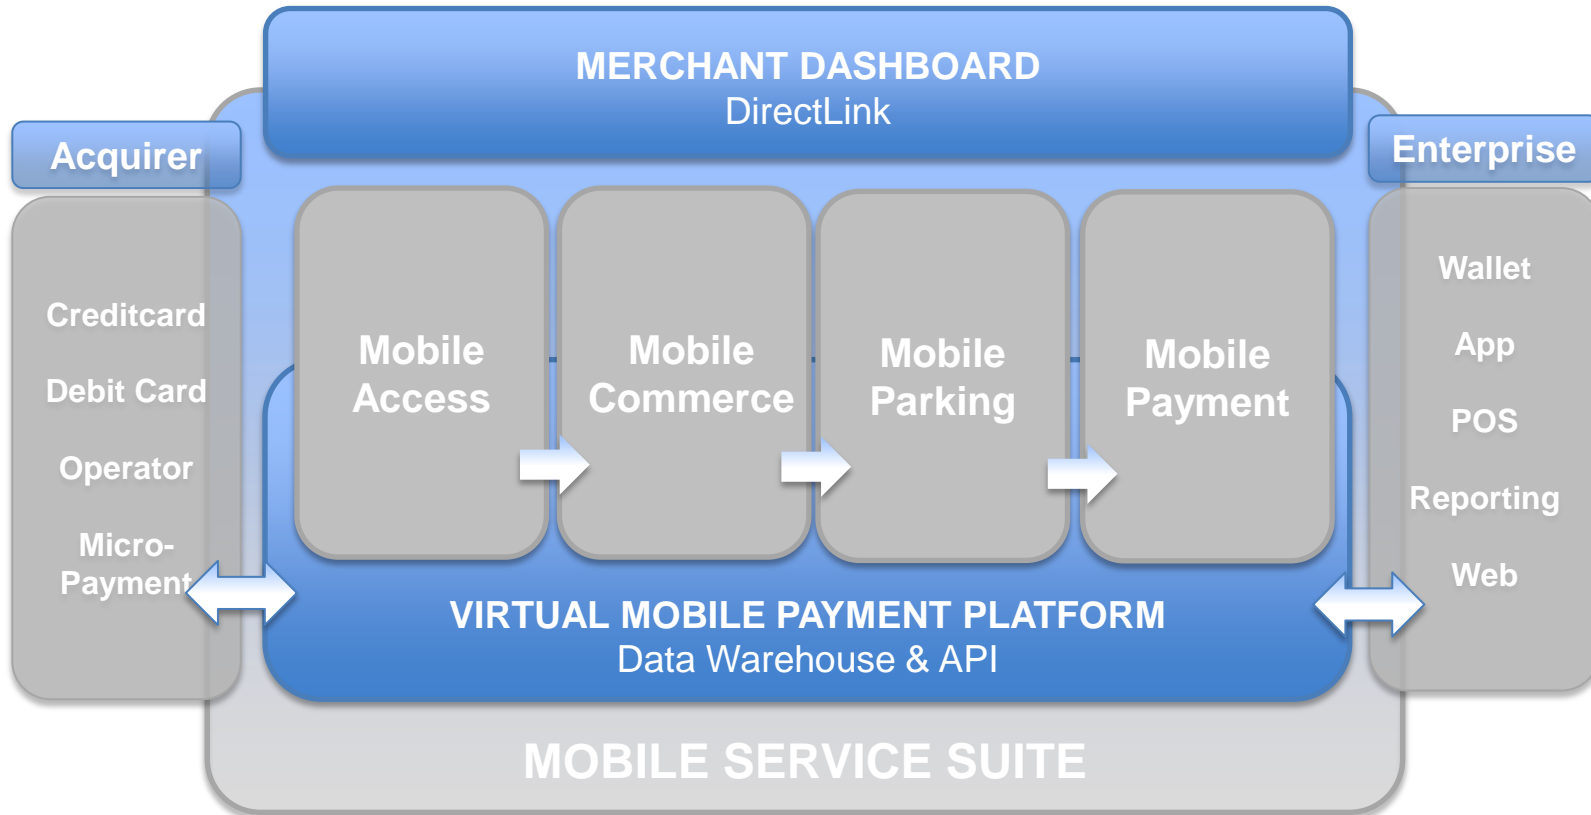 MERCHANT DASHBOARD
DirectLink
Acquirer
Creditcard
Debit Card
Operator
Micro-
Payment
Mobile
Access
Mobile
Commerce
Mobile
Parking
Mobile
Payment
Enterprise
Wallet
App
POS
Reporting
Web
VIRTUAL MOBILE PAYMENT PLATFORM
Data Warehouse & API
MOBILE SERVICE SUITE